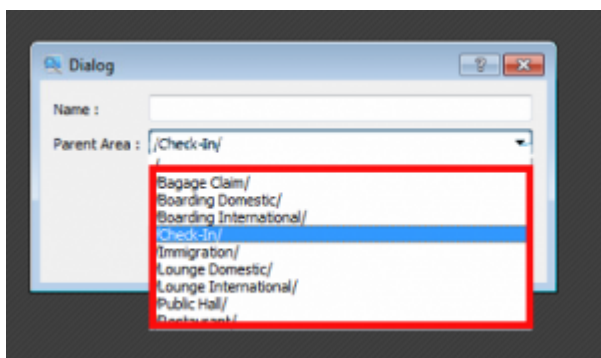 Dialog
Name :
Parent Area : /Check-In/
/
/Bagage Claim/
/Boarding Domestic/
/Boarding International/
/Check-In/
/Immigration/
/Lounge Domestic/
/Lounge International/
/Public Hall/
/Restaurant/